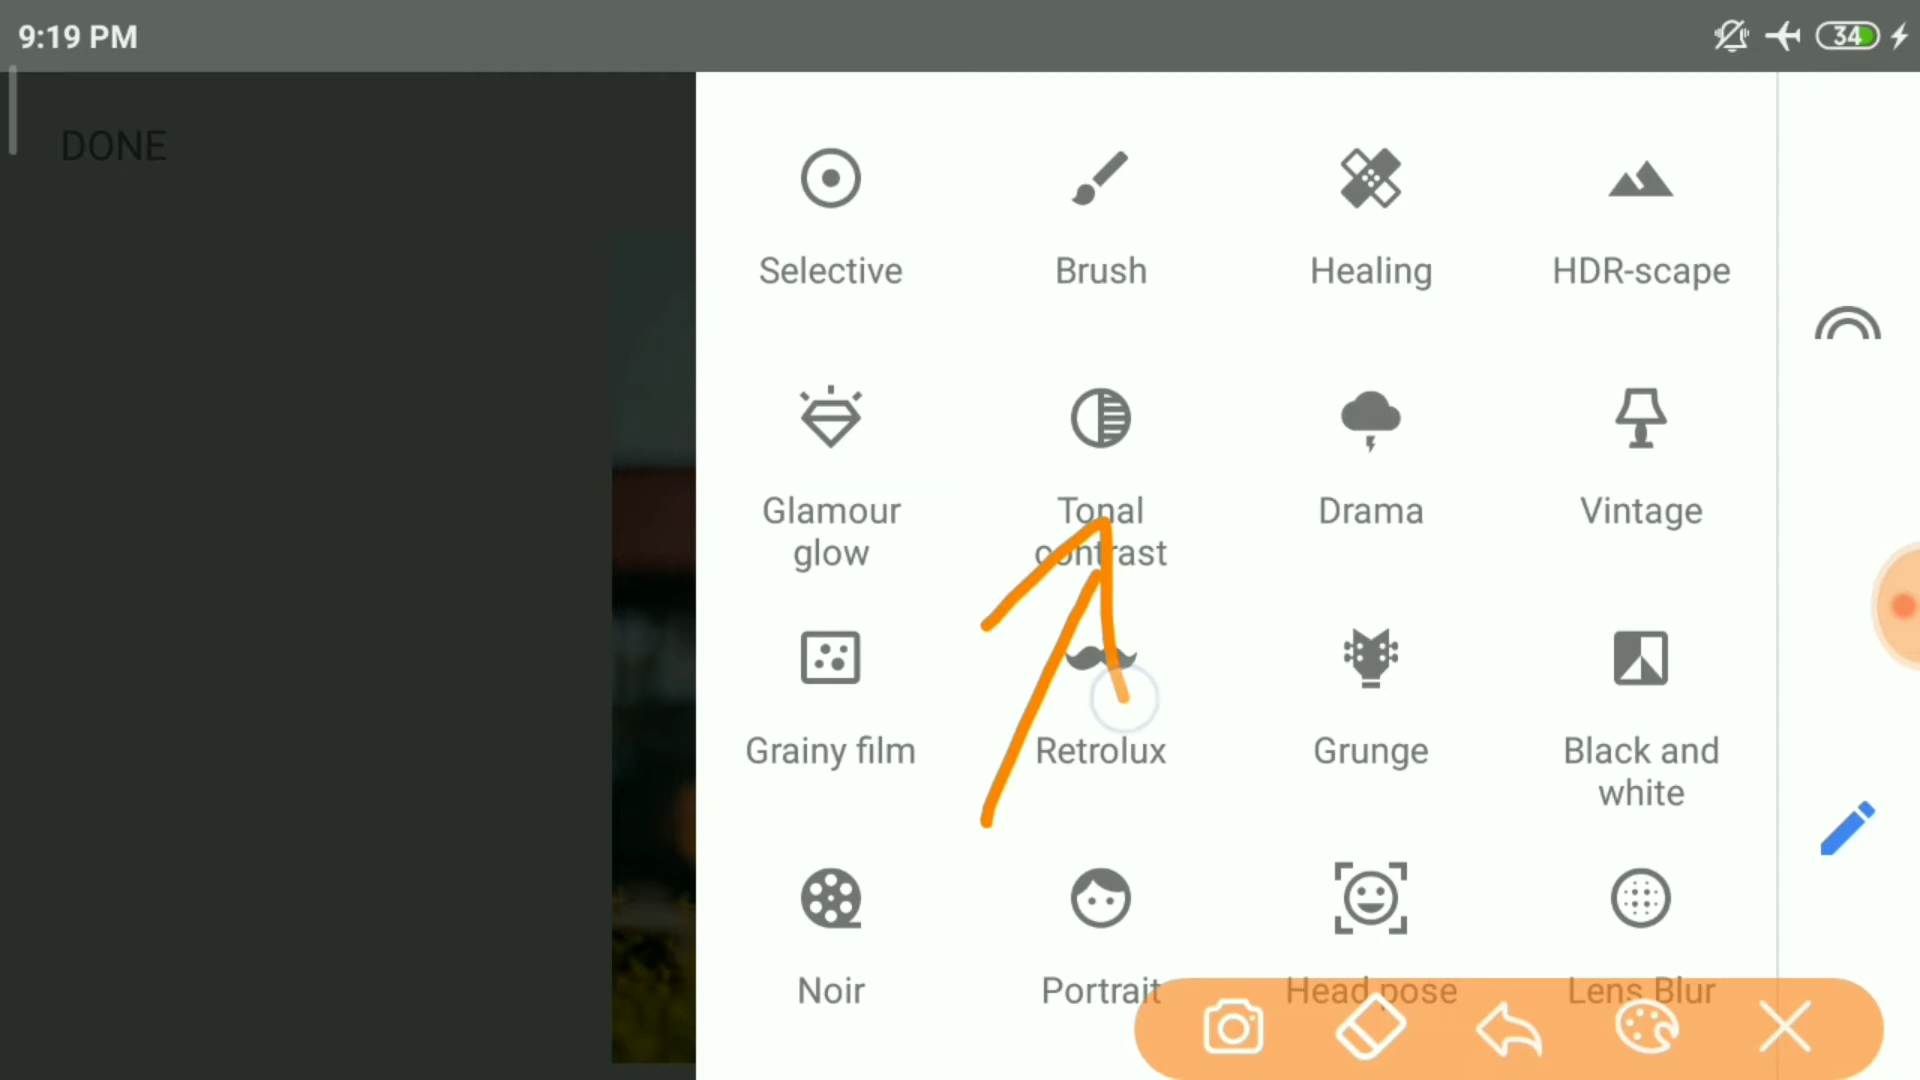 9:19 PM
34
DONE
Selective
Brush
Healing
HDR-scape
Glamour
glow
Tonal
contrast
Drama
Vintage
Grainy film
Retrolux
Grunge
Black and
white
Noir
Portrait
Head pose
Lens Blur